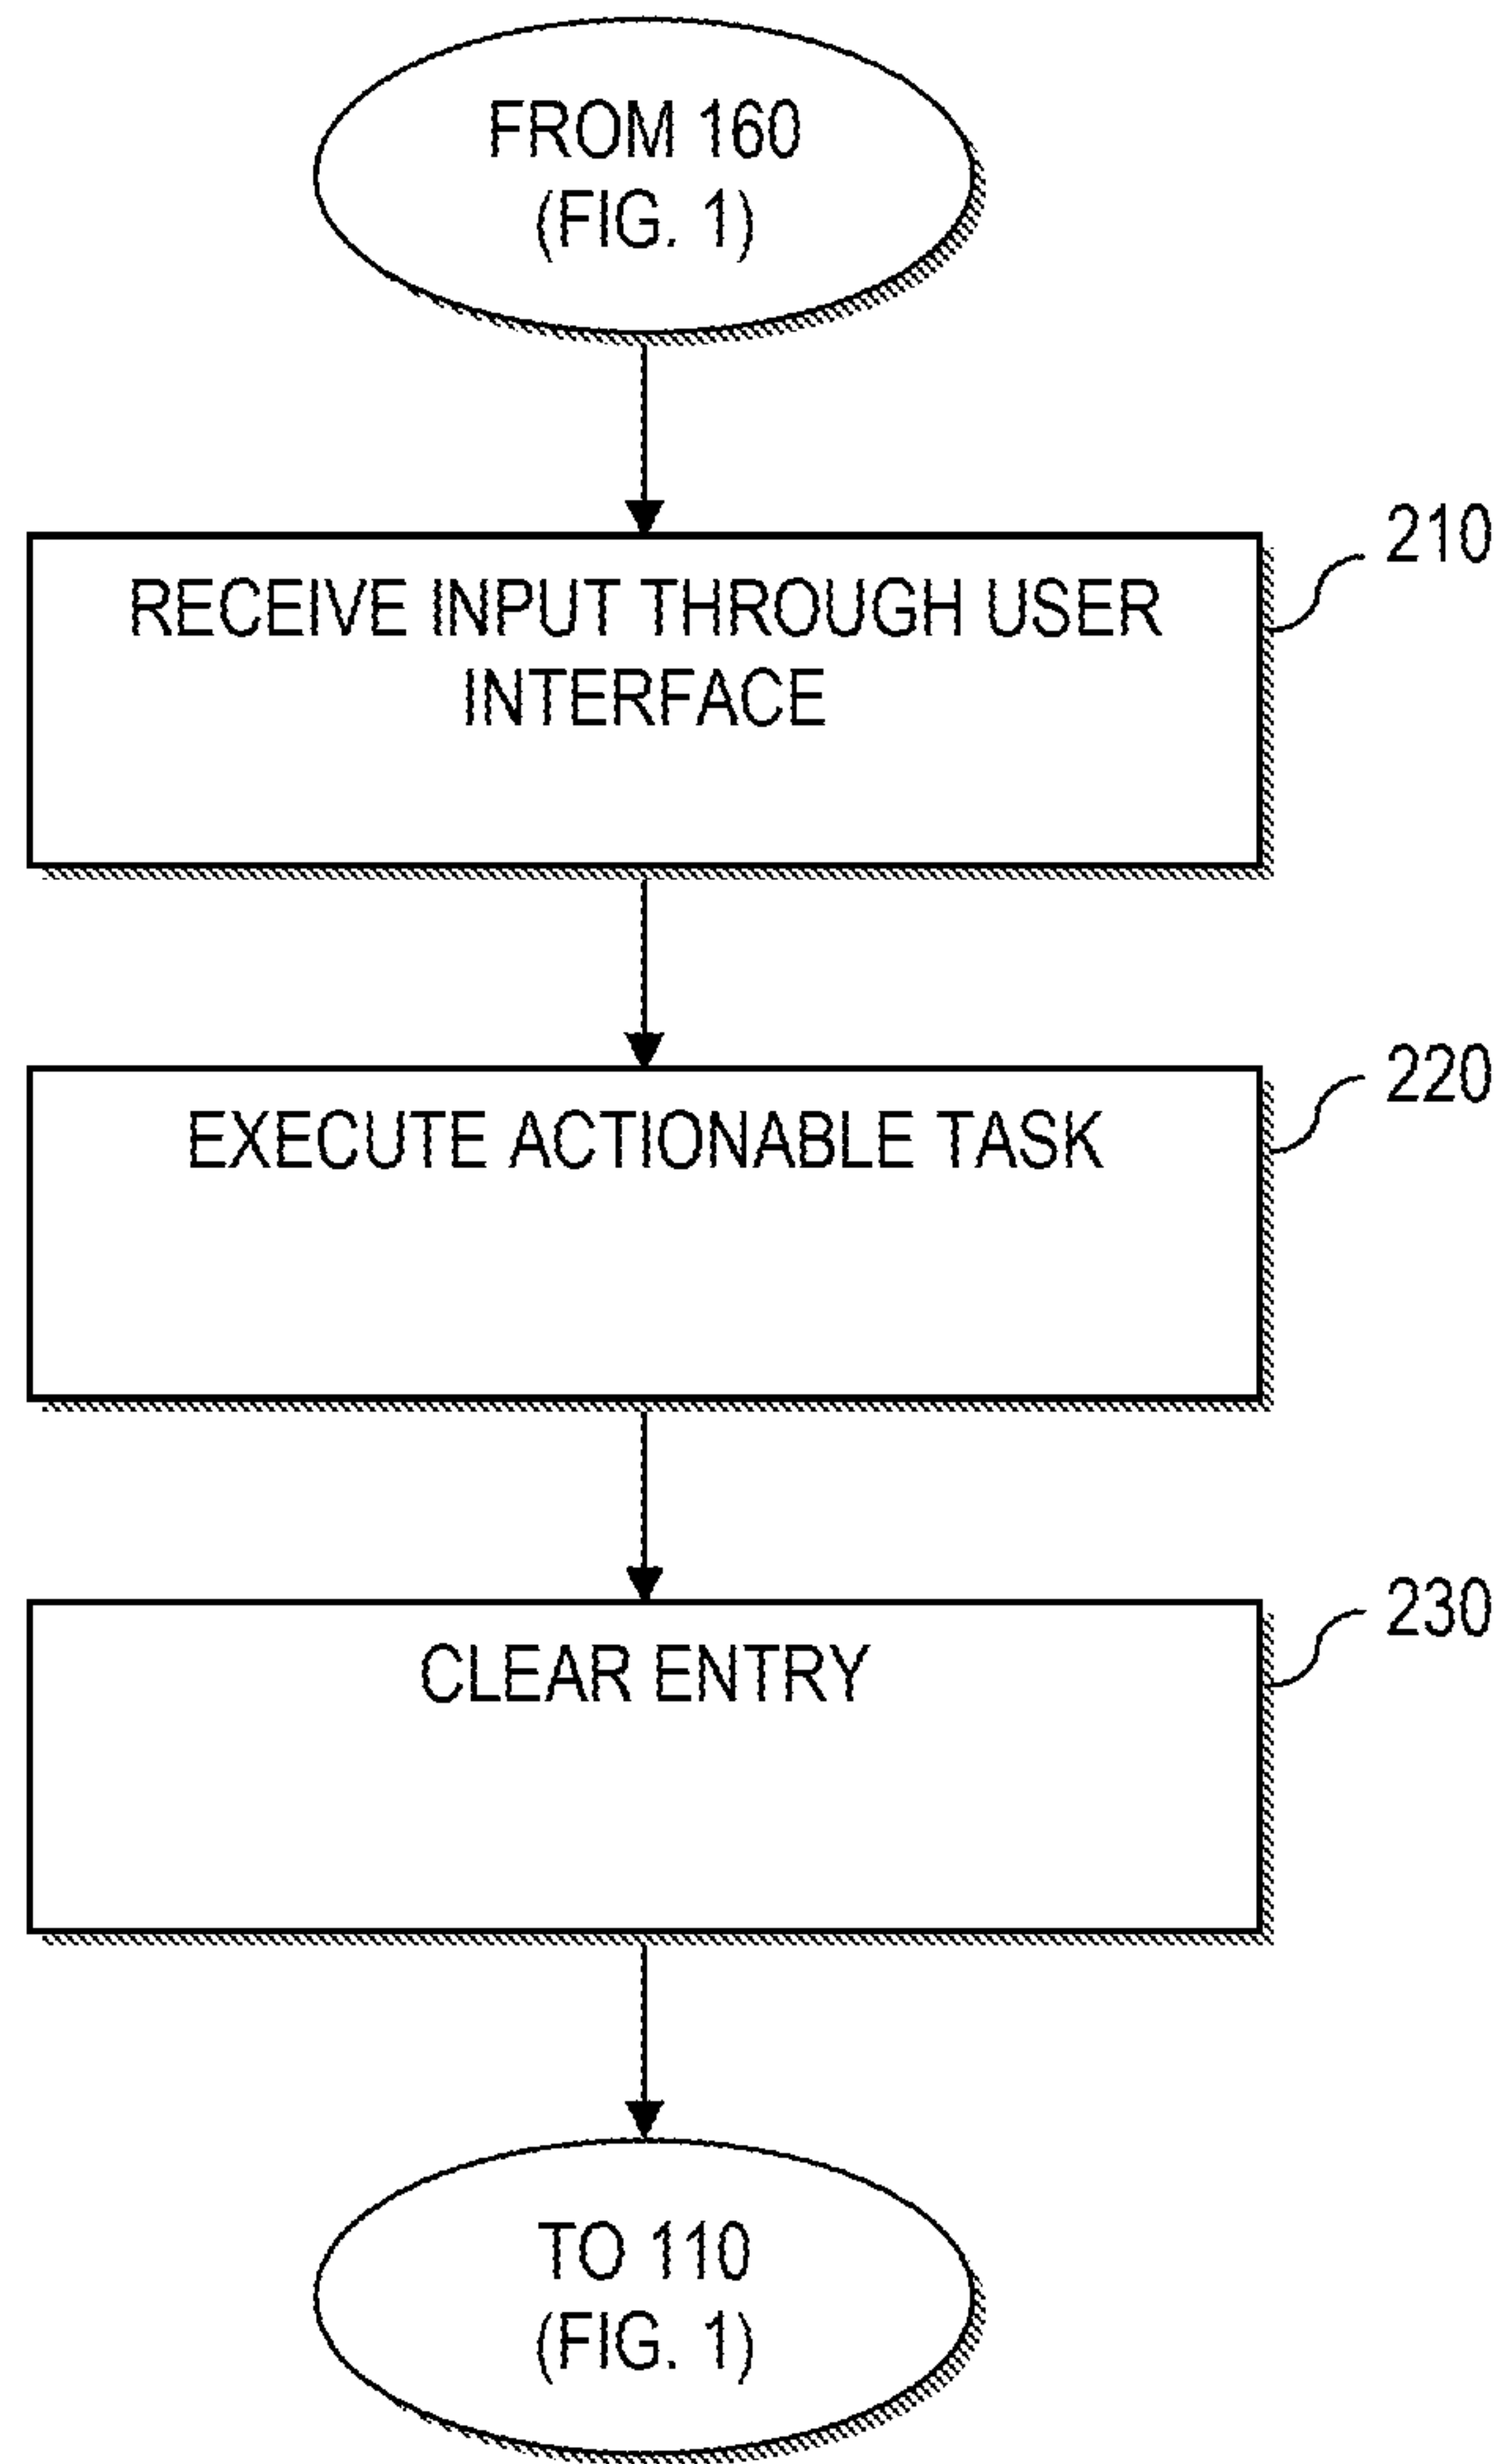 FROM 160
(FIG. 1)
RECEIVE INPUT THROUGH USER
INTERFACE
210
EXECUTE ACTIONABLE TASK
220
CLEAR ENTRY
230
TO 110
(FIG. 1)